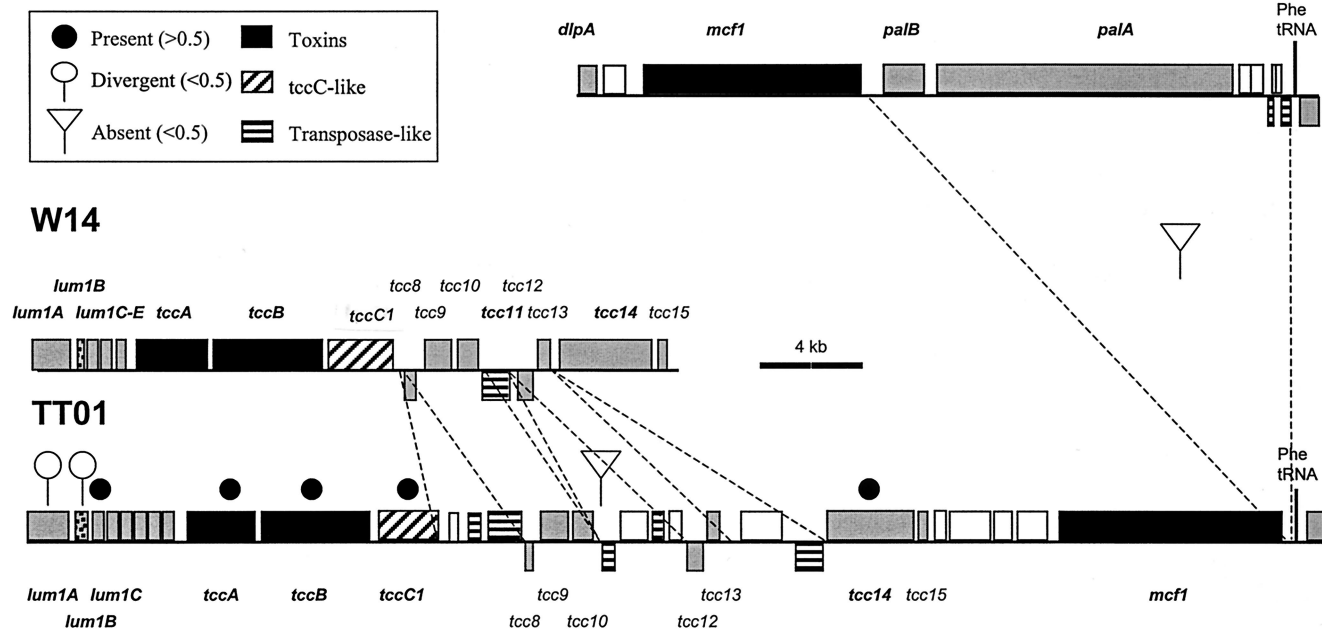 Present (>0.5) Toxins
Divergent (<0.5) tccC-like
Absent (<0.5) Transposase-like
Phe
tRNA
dlpA mcf1 palB palA
W14
lum1B tcc8 tcc10 tcc12
lum1A lum1C-E tccA tccB tccC1 tcc9 tcc11 tcc13 tcc14 tcc15
4 kb
TT01
Phe
tRNA
lum1A lum1C tccA tccB tccC1 tcc9 tcc13 tcc14 tcc15 mcf1
lum1B tcc8 tcc10 tcc12